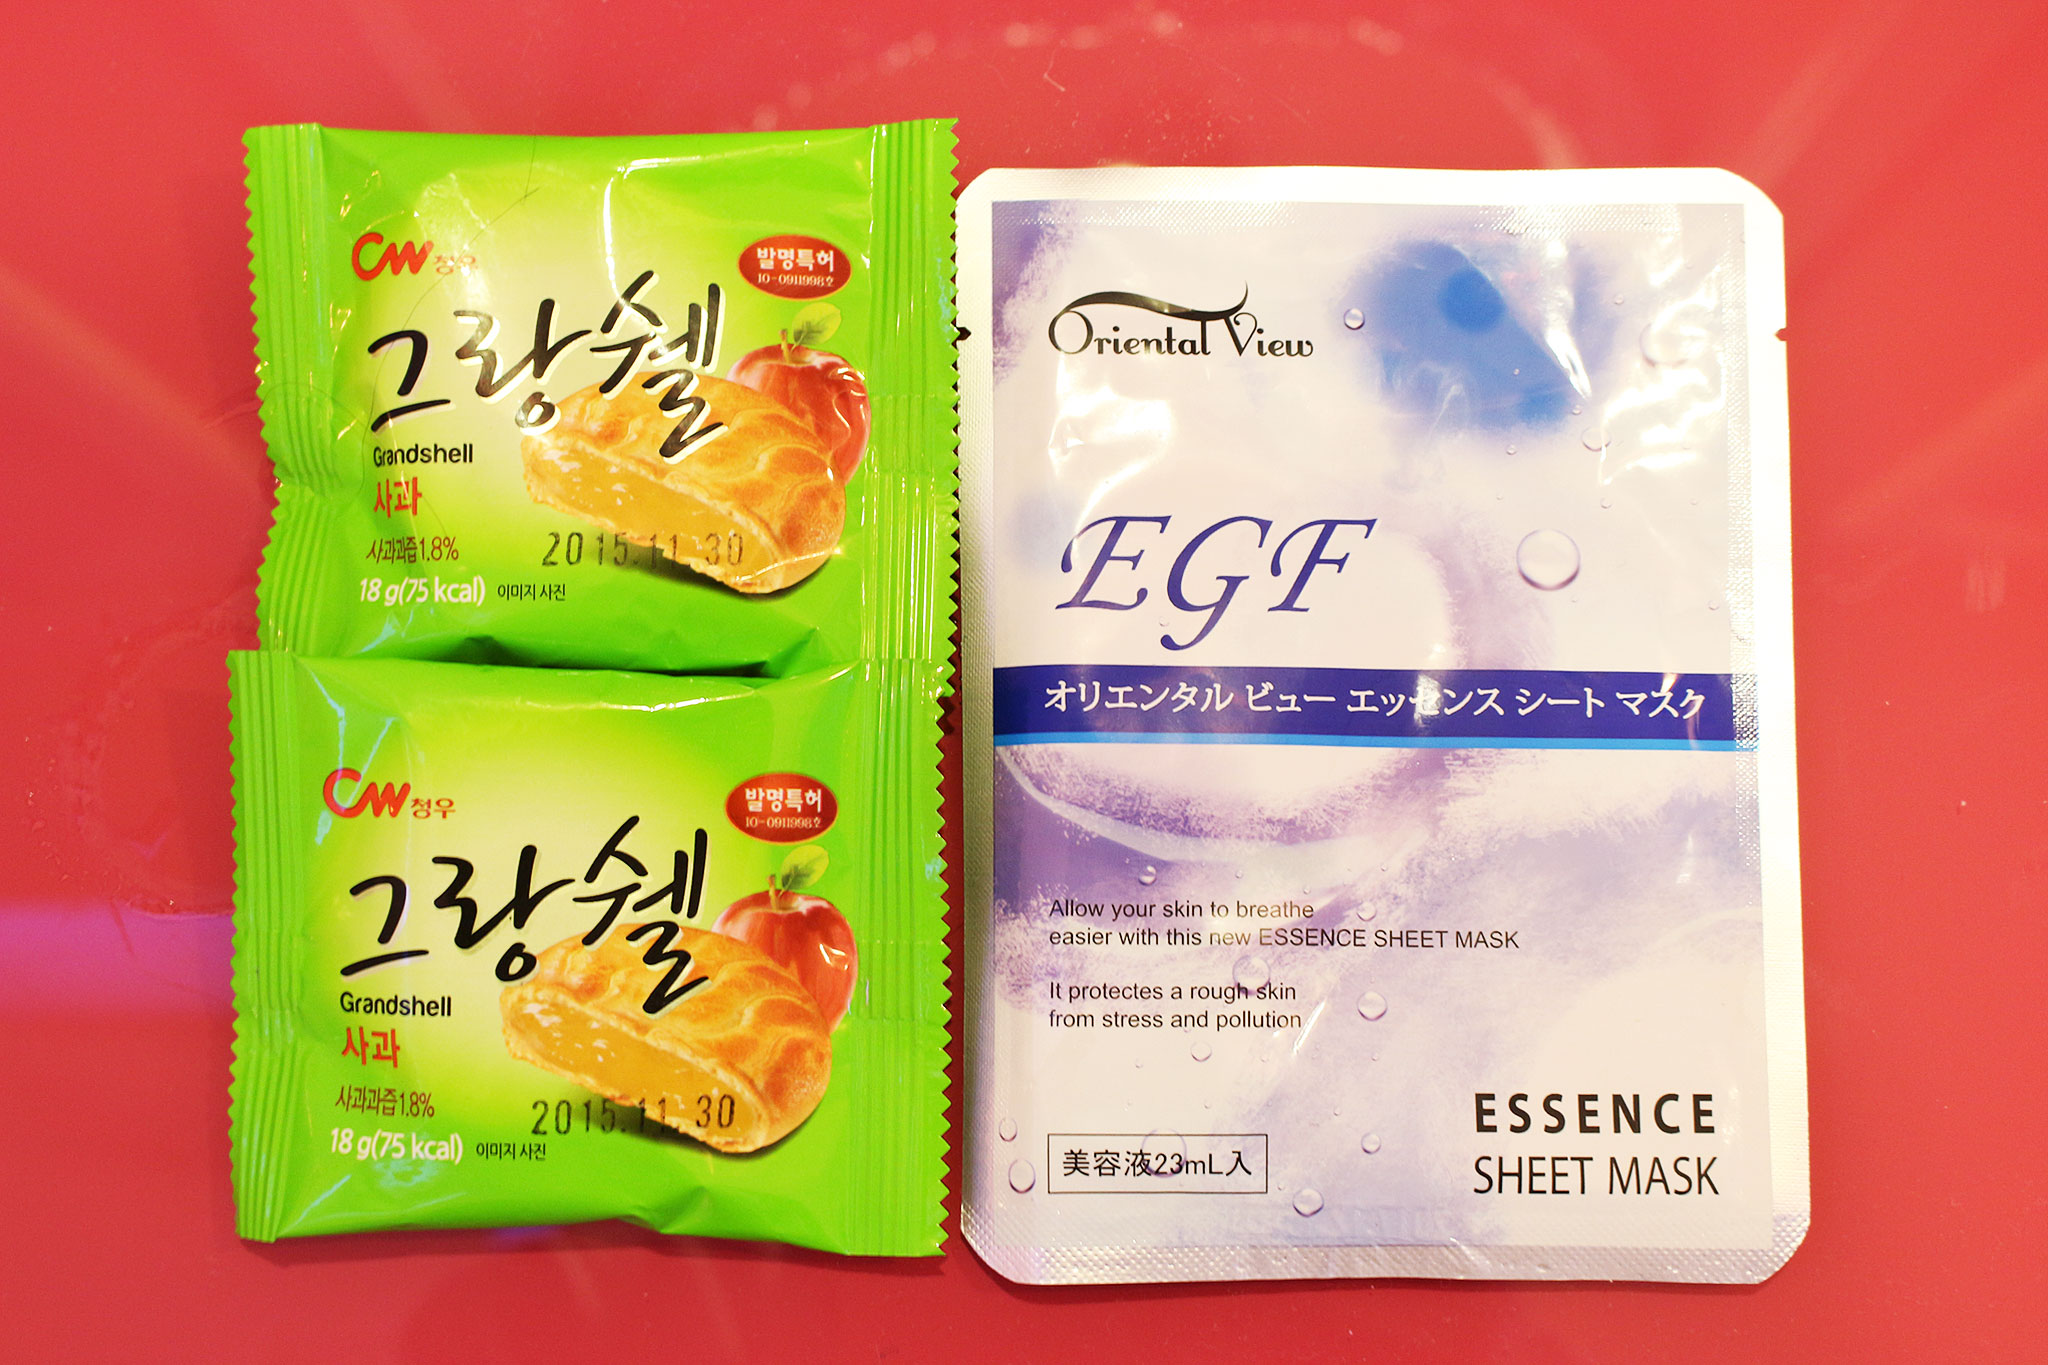 CW청우
발명특허
10-0911998호
그랑쉘
Grandshell
사과
사과과즙1.8%
2015.11.30
18 g(75 kcal) 이미지 사진
CW청우
발명특허
10-0911998호
그랑쉘
Grandshell
사과
사과과즙1.8%
2015.11.30
18 g(75 kcal) 이미지 사진
Oriental View
EGF
オリエンタル ビュー エッセンス シート マスク
Allow your skin to breathe
easier with this new ESSENCE SHEET MASK
It protectes a rough skin
from stress and pollution
美容液23mL入
ESSENCE
SHEET MASK